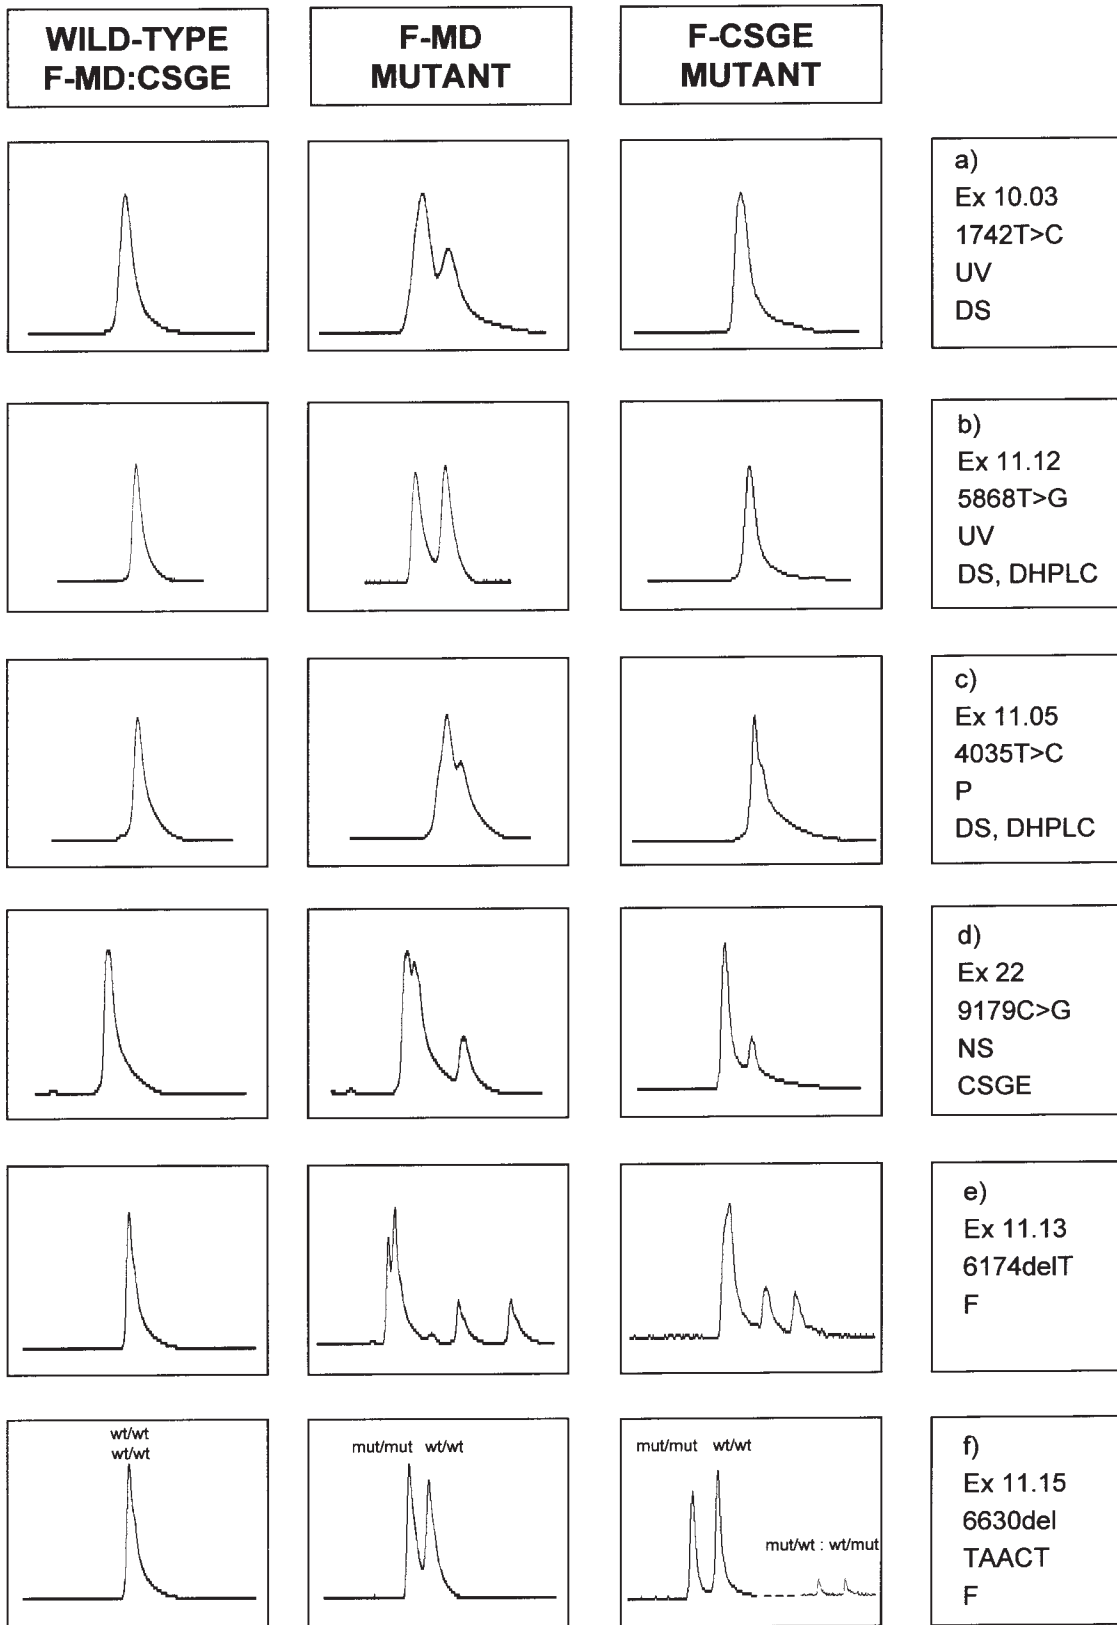 WILD-TYPE
F-MD:CSGE
F-MD
MUTANT
F-CSGE
MUTANT
a)
Ex 10.03
1742T>C
UV
DS
b)
Ex 11.12
5868T>G
UV
DS, DHPLC
c)
Ex 11.05
4035T>C
P
DS, DHPLC
d)
Ex 22
9179C>G
NS
CSGE
e)
Ex 11.13
6174delT
F
wt/wt
wt/wt
mut/mut wt/wt
mut/mut wt/wt
mut/wt : wt/mut
f)
Ex 11.15
6630del
TAACT
F